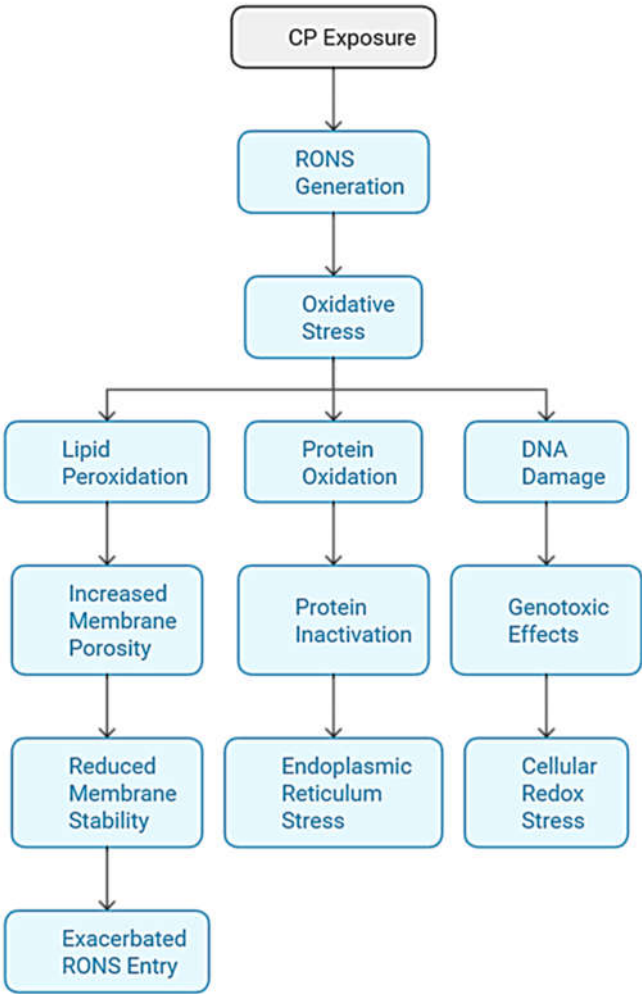 CP Exposure
RONS
Generation
Oxidative
Stress
Lipid
Peroxidation
Protein
Oxidation
DNA
Damage
Increased
Membrane
Porosity
Protein
Inactivation
Genotoxic
Effects
Reduced
Membrane
Stability
Endoplasmic
Reticulum
Stress
Cellular
Redox
Stress
Exacerbated
RONS Entry